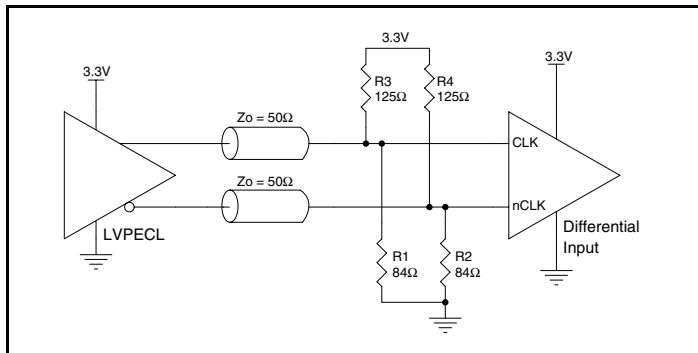 3.3V
3.3V
3.3V
R3
125Ω
R4
125Ω
Zo = 50Ω
CLK
Zo = 50Ω
nCLK
LVPECL
Differential
Input
R1
84Ω
R2
84Ω